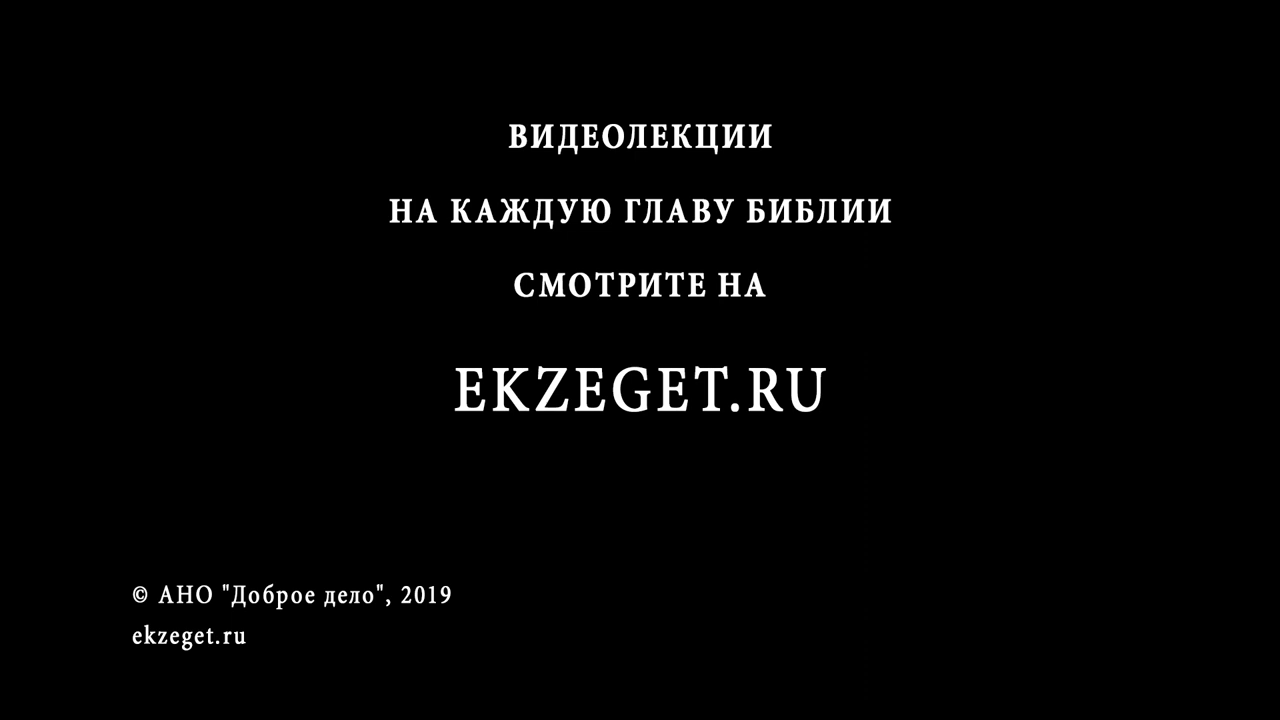 ВИДЕОЛЕКЦИИ
НА КАЖДУЮ ГЛАВУ БИБЛИИ
СМОТРИТЕ НА
EKZEGET.RU
© АНО "Доброе дело", 2019
ekzeget.ru